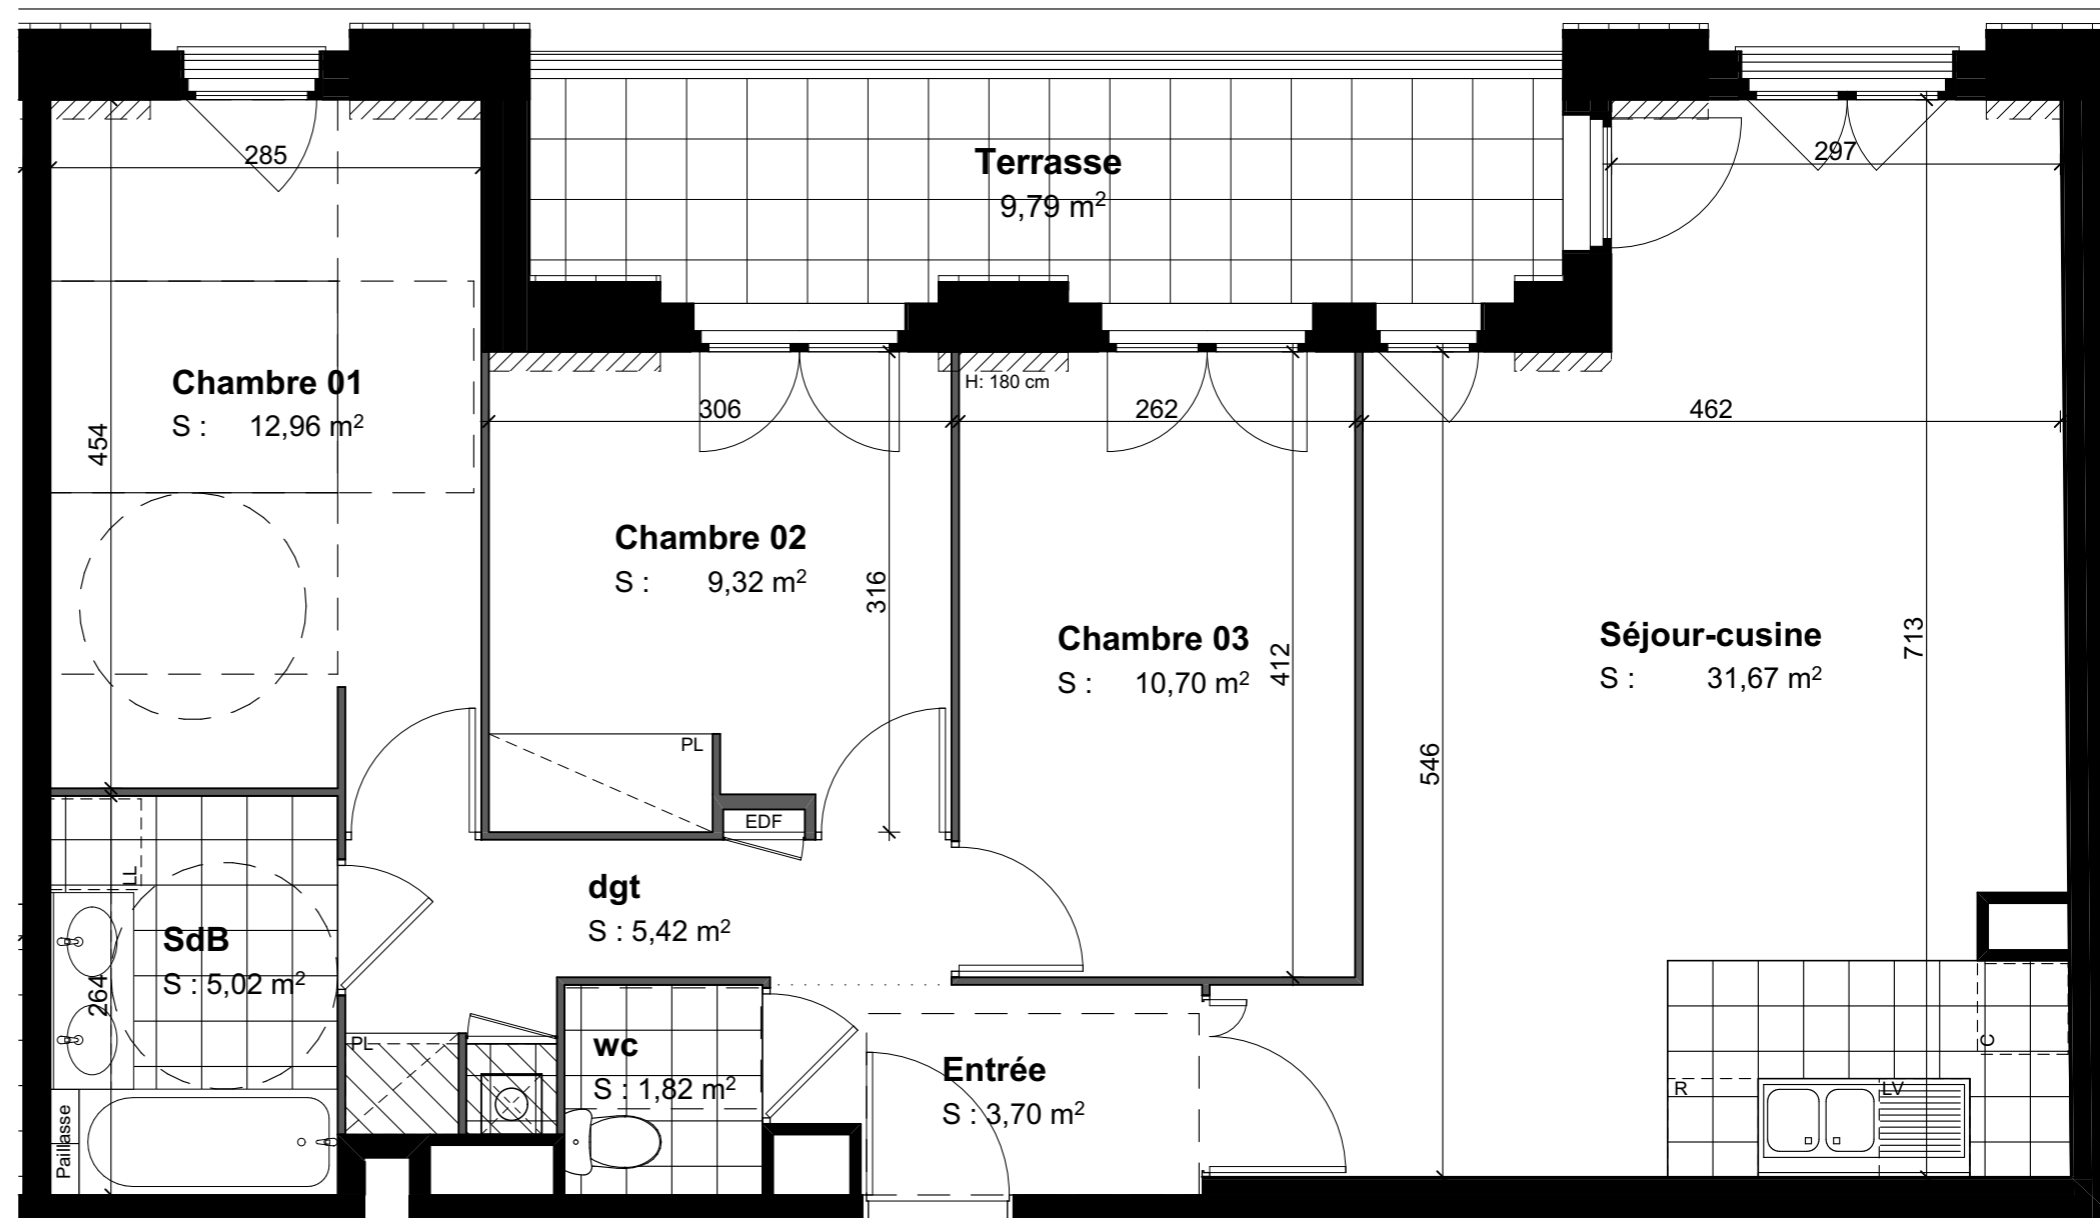 Terrasse
9,79 m²
285
297
Chambre 01
S : 12,96 m²
454
H: 180 cm
306
262
462
Chambre 02
S : 9,32 m²
316
Chambre 03
S : 10,70 m²
412
Séjour-cusine
S : 31,67 m²
713
546
PL
EDF
LL
dgt
S : 5,42 m²
SdB
S : 5,02 m²
264
PL
wc
S : 1,82 m²
Entrée
S : 3,70 m²
C
R
LV
Paillasse